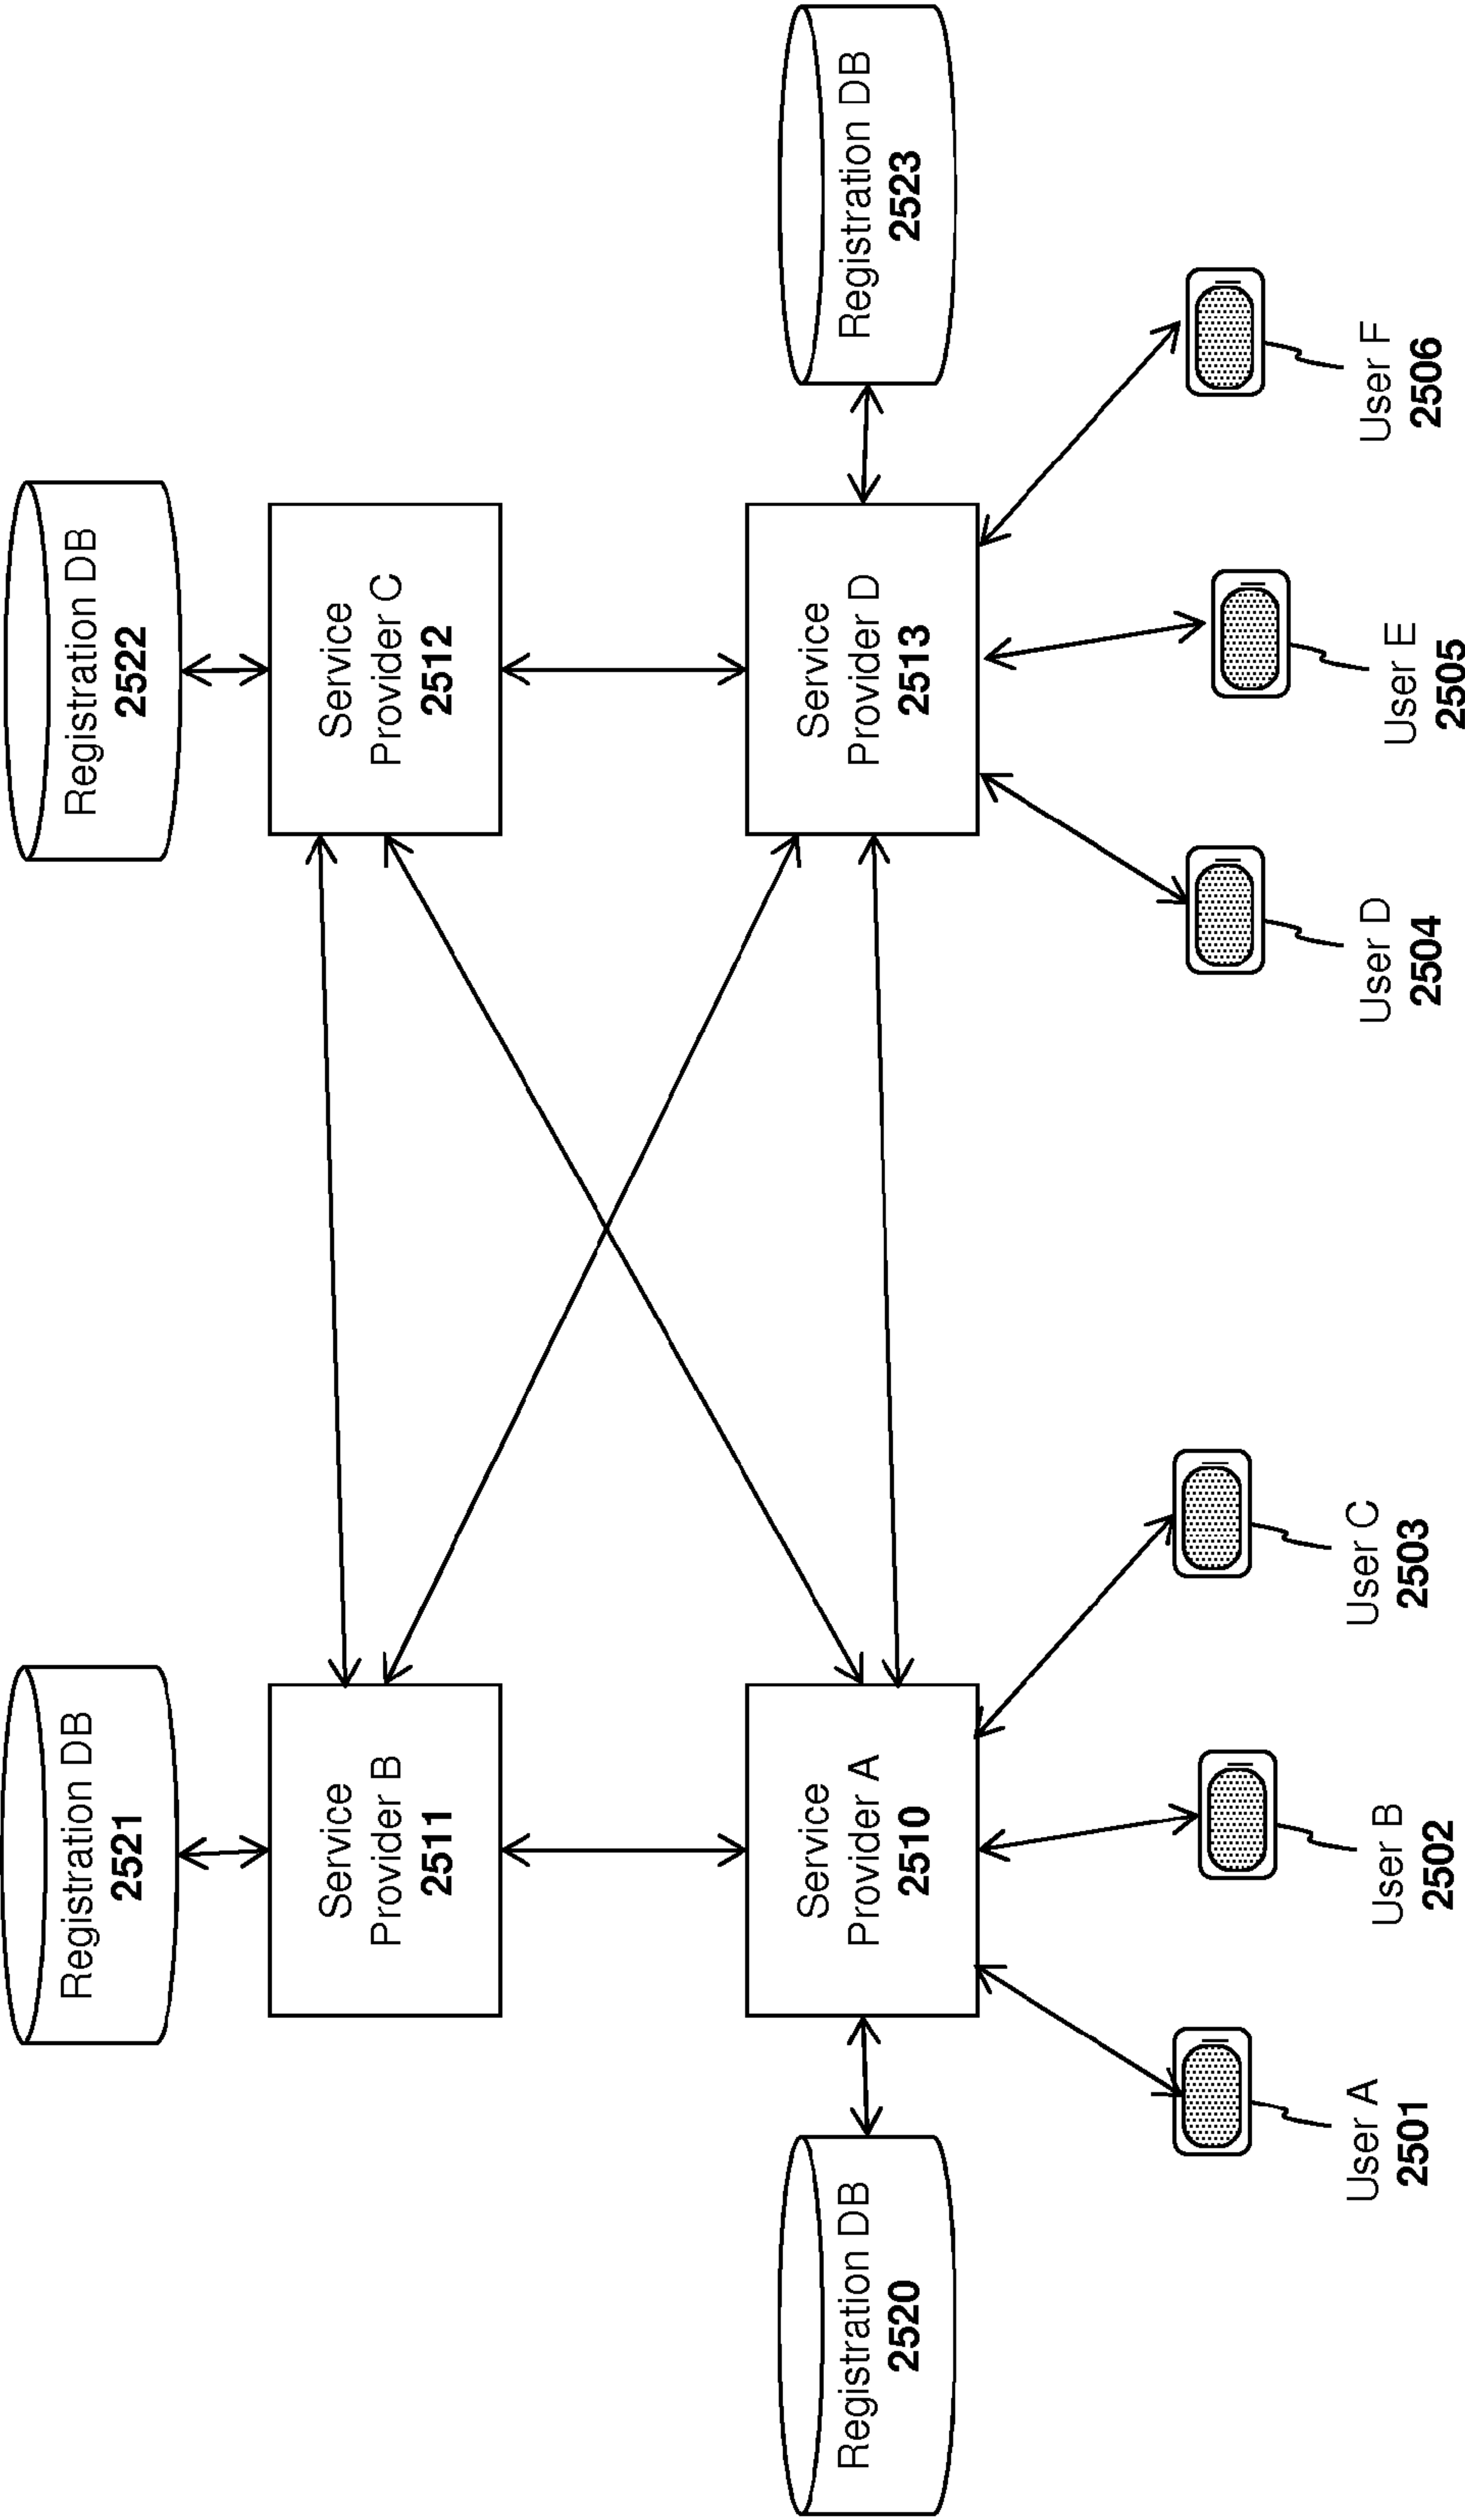 Registration DB
2521
Registration DB
2522
Service
Provider B
2511
Service
Provider C
2512
Registration DB
2520
Service
Provider A
2510
Service
Provider D
2513
Registration DB
2523
User A
2501
User B
2502
User C
2503
User D
2504
User E
2505
User F
2506